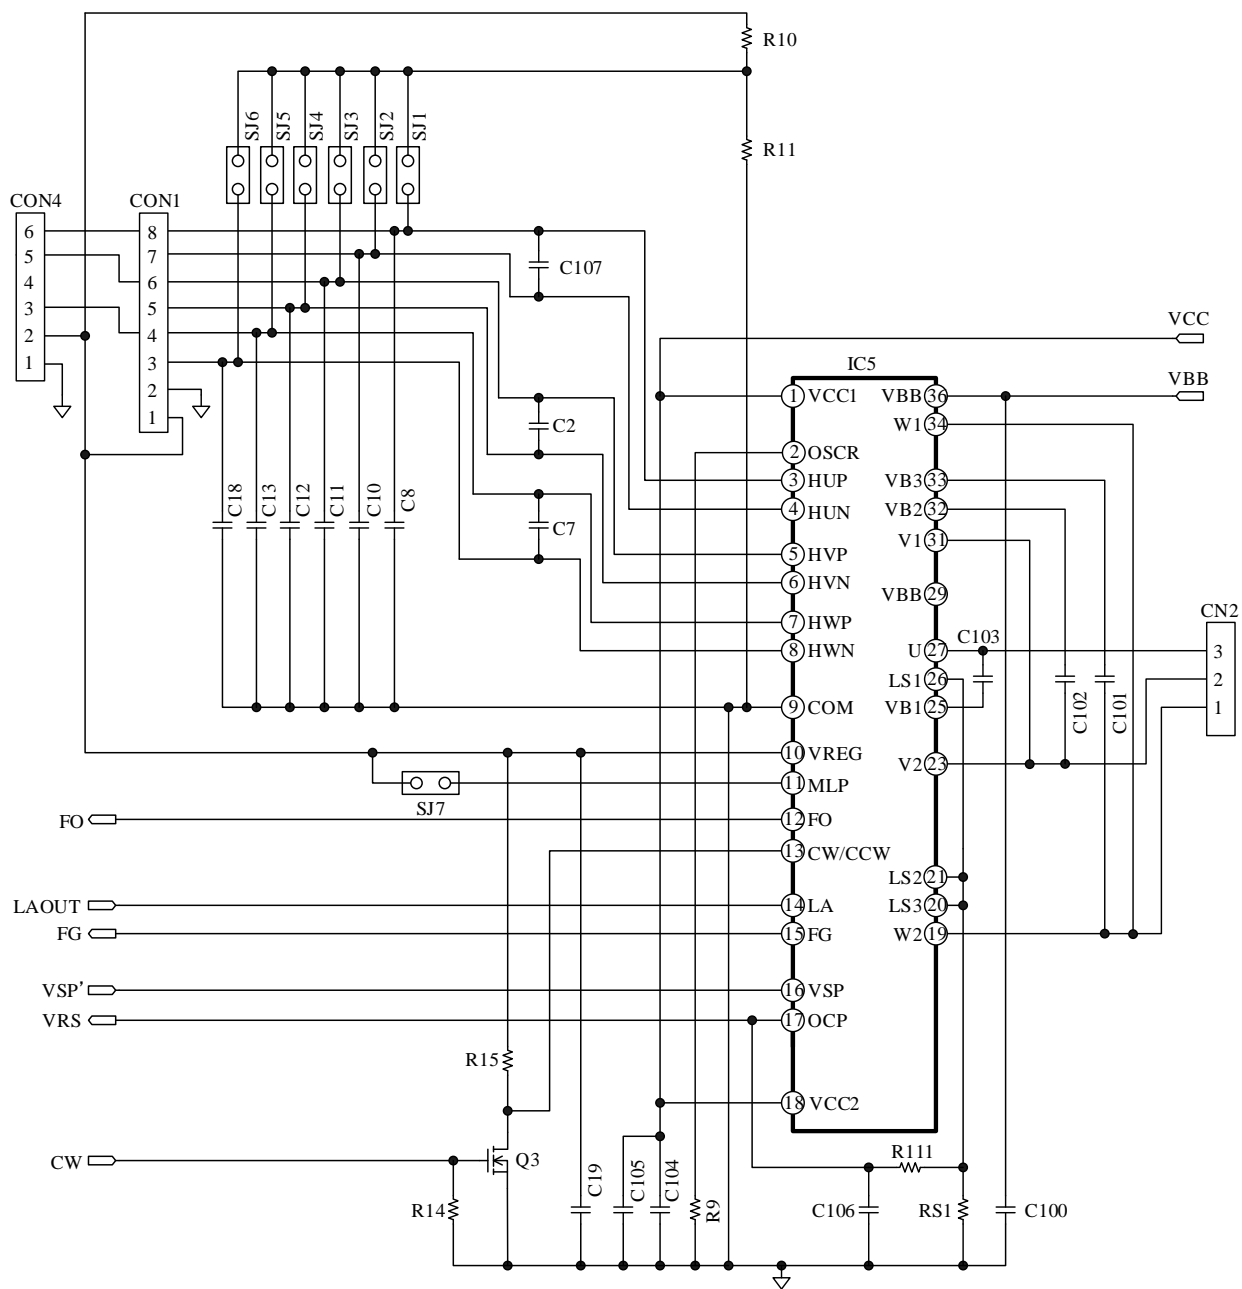 R10
SJ6
SJ5
SJ4
SJ3
SJ2
SJ1
R11
CON4
CON1
6
5
4
3
2
1
8
7
6
5
4
3
2
1
C107
C2
C7
C18
C13
C12
C11
C10
C8
VCC
VBB
IC5
1 VCC1
2 OSCR
3 HUP
4 HUN
5 HVP
6 HVN
7 HWP
8 HWN
9 COM
10 VREG
11 MLP
12 FO
13 CW/CCW
14 LA
15 FG
16 VSP
17 OCP
18 VCC2
VBB 36
W1 34
VB3 33
VB2 32
V1 31
VBB 29
U 27
LS1 26
VB1 25
V2 23
LS2 21
LS3 20
W2 19
C103
C102
C101
CN2
3
2
1
SJ7
FO
LAOUT
FG
VSP'
VRS
CW
R15
Q3
R14
C19
C105
C104
R9
R111
C106
RS1
C100